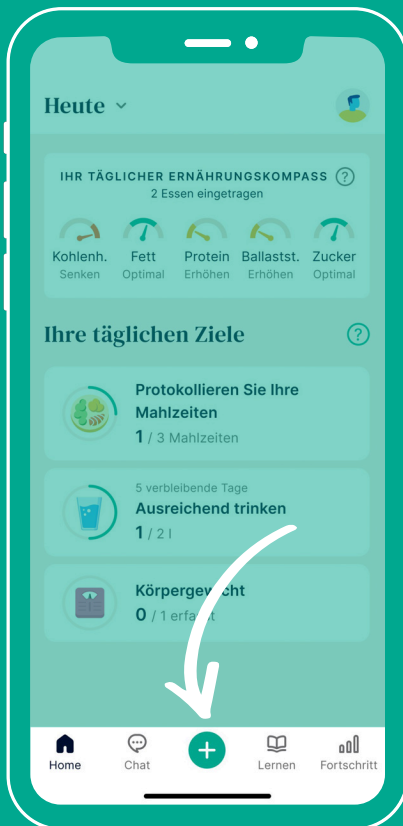 Heute
IHR TÄGLICHER ERNÄHRUNGSKOMPASS ?
2 Essen eingetragen
Kohlenh. Fett Protein Ballastst. Zucker
Senken Optimal Erhöhen Erhöhen Optimal
Ihre täglichen Ziele ?
Protokollieren Sie Ihre
Mahlzeiten
1 / 3 Mahlzeiten
5 verbleibende Tage
Ausreichend trinken
1 / 2 l
Körpergewicht
0 / 1 erfasst
Home Chat + Lernen Fortschritt